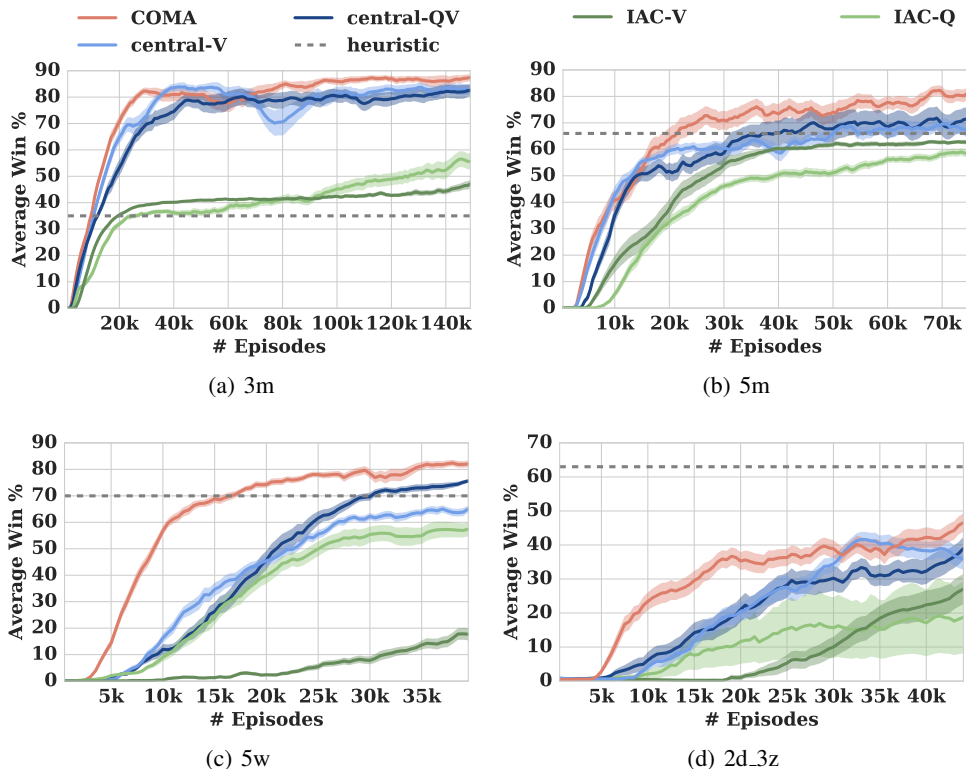 COMA
central-QV
IAC-V
IAC-Q
central-V
heuristic
90
80
70
60
50
40
30
20
10
0
Average Win %
20k 40k 60k 80k 100k 120k 140k
# Episodes
(a) 3m
90
80
70
60
50
40
30
20
10
0
Average Win %
10k 20k 30k 40k 50k 60k 70k
# Episodes
(b) 5m
90
80
70
60
50
40
30
20
10
0
Average Win %
5k 10k 15k 20k 25k 30k 35k
# Episodes
(c) 5w
70
60
50
40
30
20
10
0
Average Win %
5k 10k 15k 20k 25k 30k 35k 40k
# Episodes
(d) 2d_3z